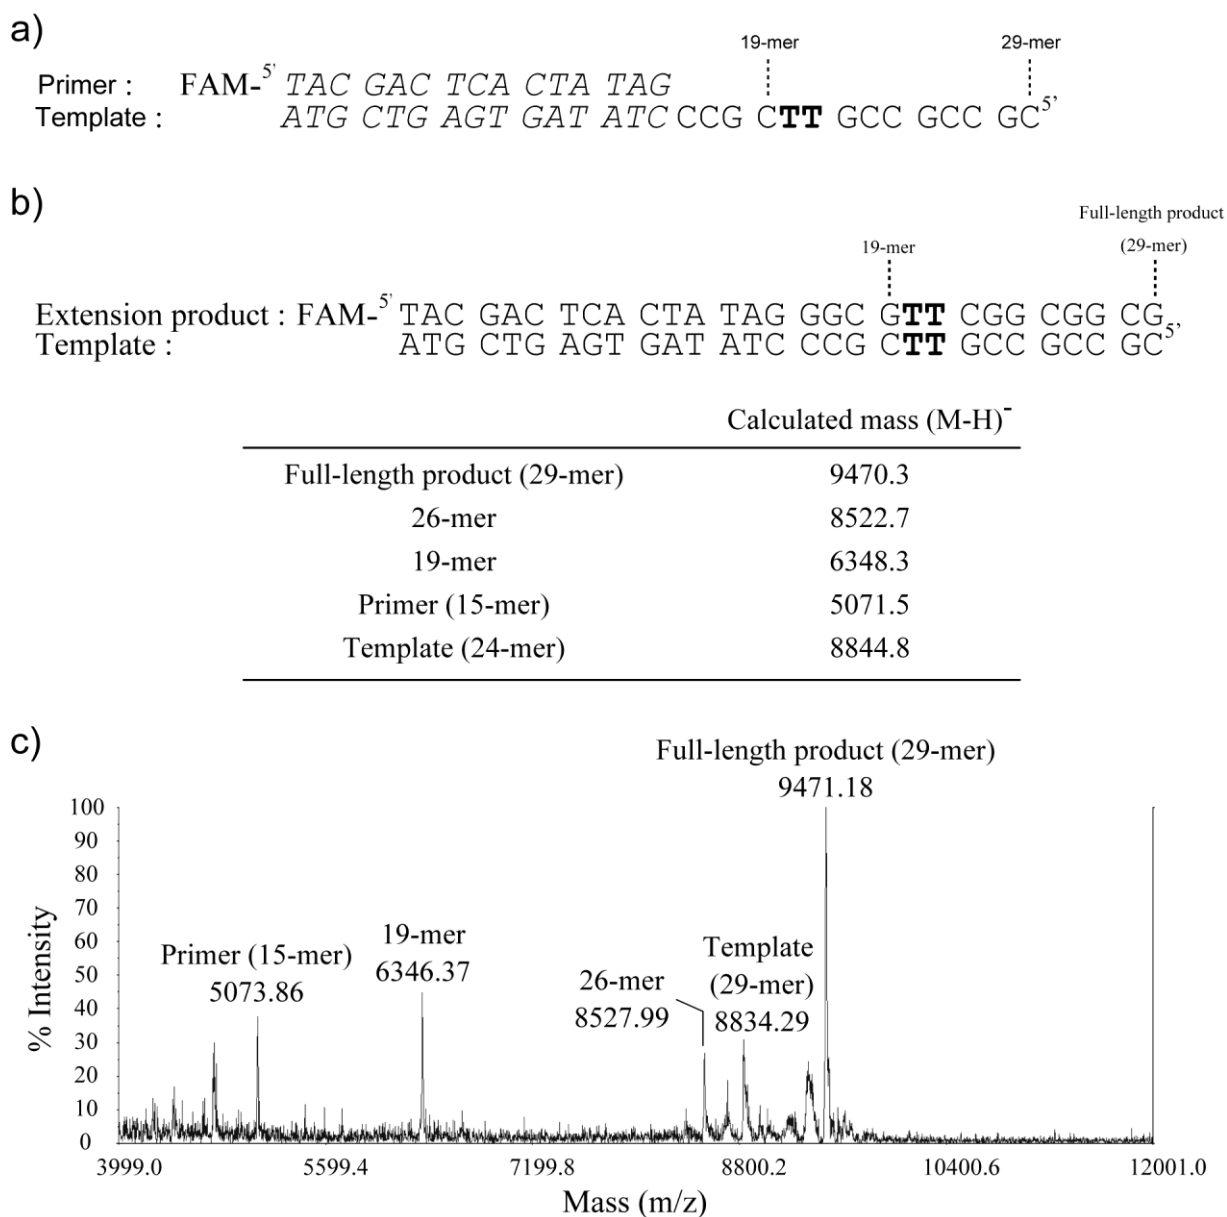 a)
19-mer 29-mer
Primer : FAM-5' TAC GAC TCA CTA TAG
Template : ATG CTG AGT GAT ATC CCG CTT GCC GCC GC5'
b)
Full-length product
19-mer (29-mer)
Extension product : FAM-5' TAC GAC TCA CTA TAG GGC GTT CGG CGG CG
Template : ATG CTG AGT GAT ATC CCG CTT GCC GCC GC5'
Calculated mass (M-H)-
Full-length product (29-mer) 9470.3
26-mer 8522.7
19-mer 6348.3
Primer (15-mer) 5071.5
Template (24-mer) 8844.8
c)
Full-length product (29-mer)
9471.18
Primer (15-mer)
5073.86
19-mer
6346.37
26-mer
8527.99
Template
(29-mer)
8834.29
% Intensity
100
90
80
70
60
50
40
30
20
10
0
3999.0 5599.4 7199.8 8800.2 10400.6 12001.0
Mass (m/z)